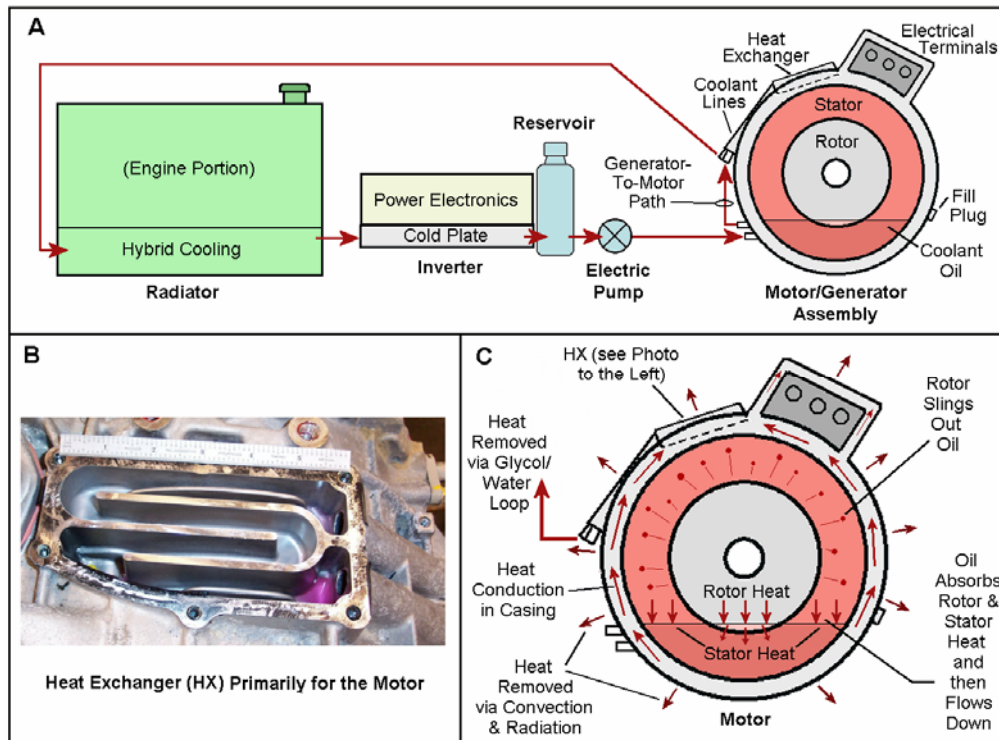 A
Heat
Exchanger
Electrical
Terminals
Coolant
Lines
Stator
Reservoir
Rotor
(Engine Portion)
Generator-
To-Motor
Path
Power Electronics
Fill
Plug
Hybrid Cooling
Cold Plate
Coolant
Oil
Inverter
Electric
Pump
Radiator
Motor/Generator
Assembly
B
Heat Exchanger (HX) Primarily for the Motor
C
HX (see Photo
to the Left)
Rotor
Slings
Out
Oil
Heat
Removed
via Glycol/
Water
Loop
Heat
Conduction
in Casing
Rotor Heat
Stator Heat
Oil
Absorbs
Rotor &
Stator
Heat
and
then
Flows
Down
Heat
Removed
via Convection
& Radiation
Motor